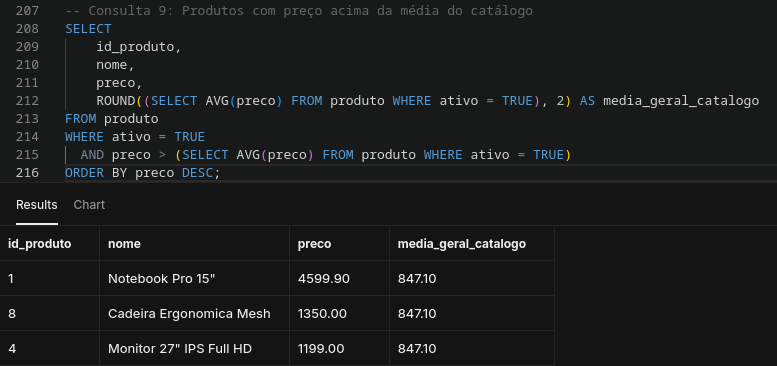 207 -- Consulta 9: Produtos com preço acima da média do catálogo
208 SELECT
209 id_produto,
210 nome,
211 preco,
212 ROUND((SELECT AVG(preco) FROM produto WHERE ativo = TRUE), 2) AS media_geral_catalogo
213 FROM produto
214 WHERE ativo = TRUE
215 AND preco > (SELECT AVG(preco) FROM produto WHERE ativo = TRUE)
216 ORDER BY preco DESC;
Results Chart
id_produto nome preco media_geral_catalogo
1 Notebook Pro 15" 4599.90 847.10
8 Cadeira Ergonomica Mesh 1350.00 847.10
4 Monitor 27" IPS Full HD 1199.00 847.10